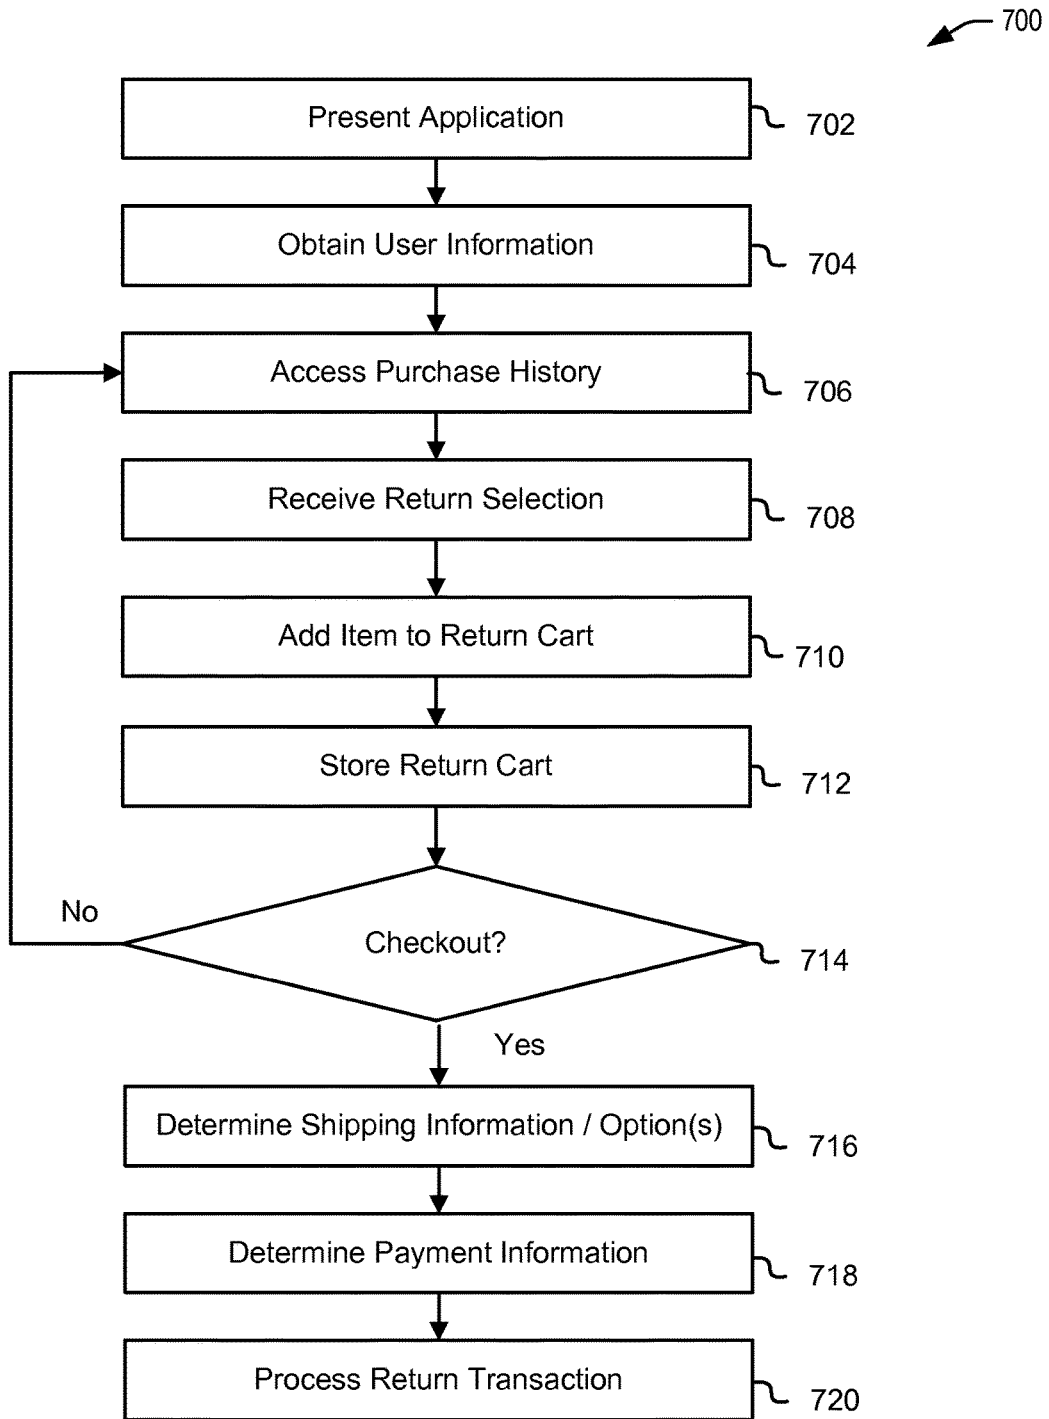 700
Present Application
702
Obtain User Information
704
Access Purchase History
706
Receive Return Selection
708
Add Item to Return Cart
710
Store Return Cart
712
No
Checkout?
714
Yes
Determine Shipping Information / Option(s)
716
Determine Payment Information
718
Process Return Transaction
720